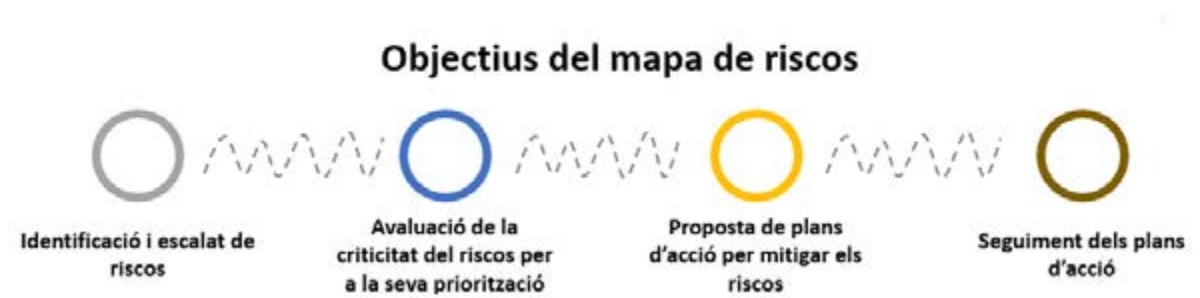 Objectius del mapa de riscos
Identificació i escalat de
riscos
Avaluació de la
criticitat del riscos per
a la seva priorització
Proposta de plans
d'acció per mitigar els
riscos
Seguiment dels plans
d'acció